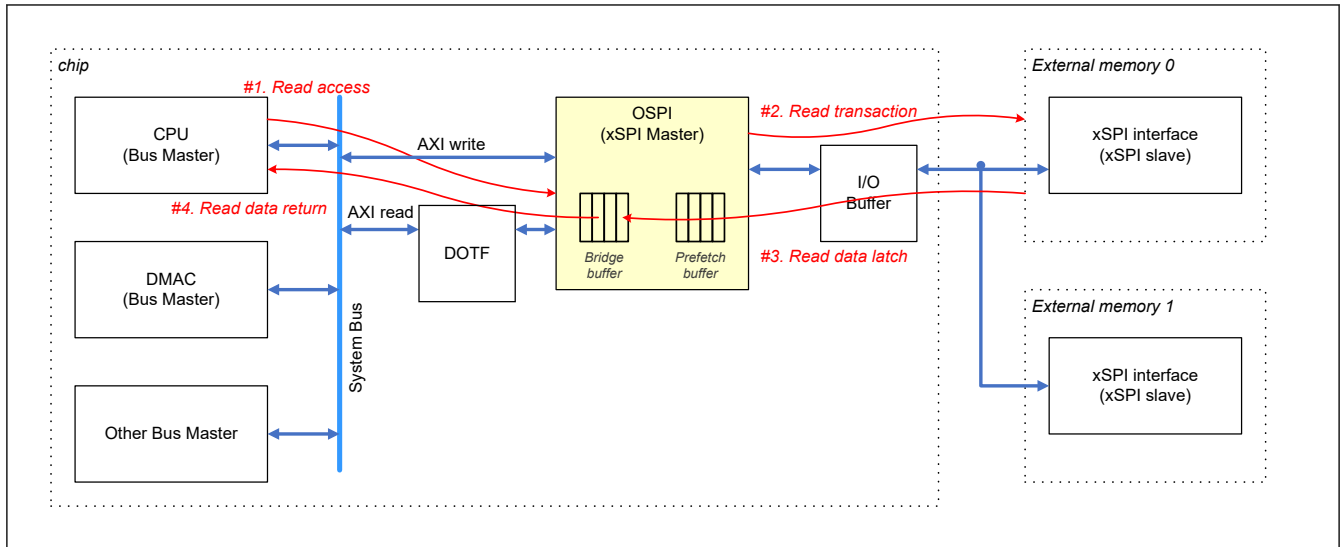 chip
#1. Read access
CPU
(Bus Master)
#4. Read data return
DMAC
(Bus Master)
Other Bus Master
System Bus
AXI write
AXI read
DOTF
OSPI
(xSPI Master)
Bridge
buffer
Prefetch
buffer
#2. Read transaction
I/O
Buffer
#3. Read data latch
External memory 0
xSPI interface
(xSPI slave)
External memory 1
xSPI interface
(xSPI slave)